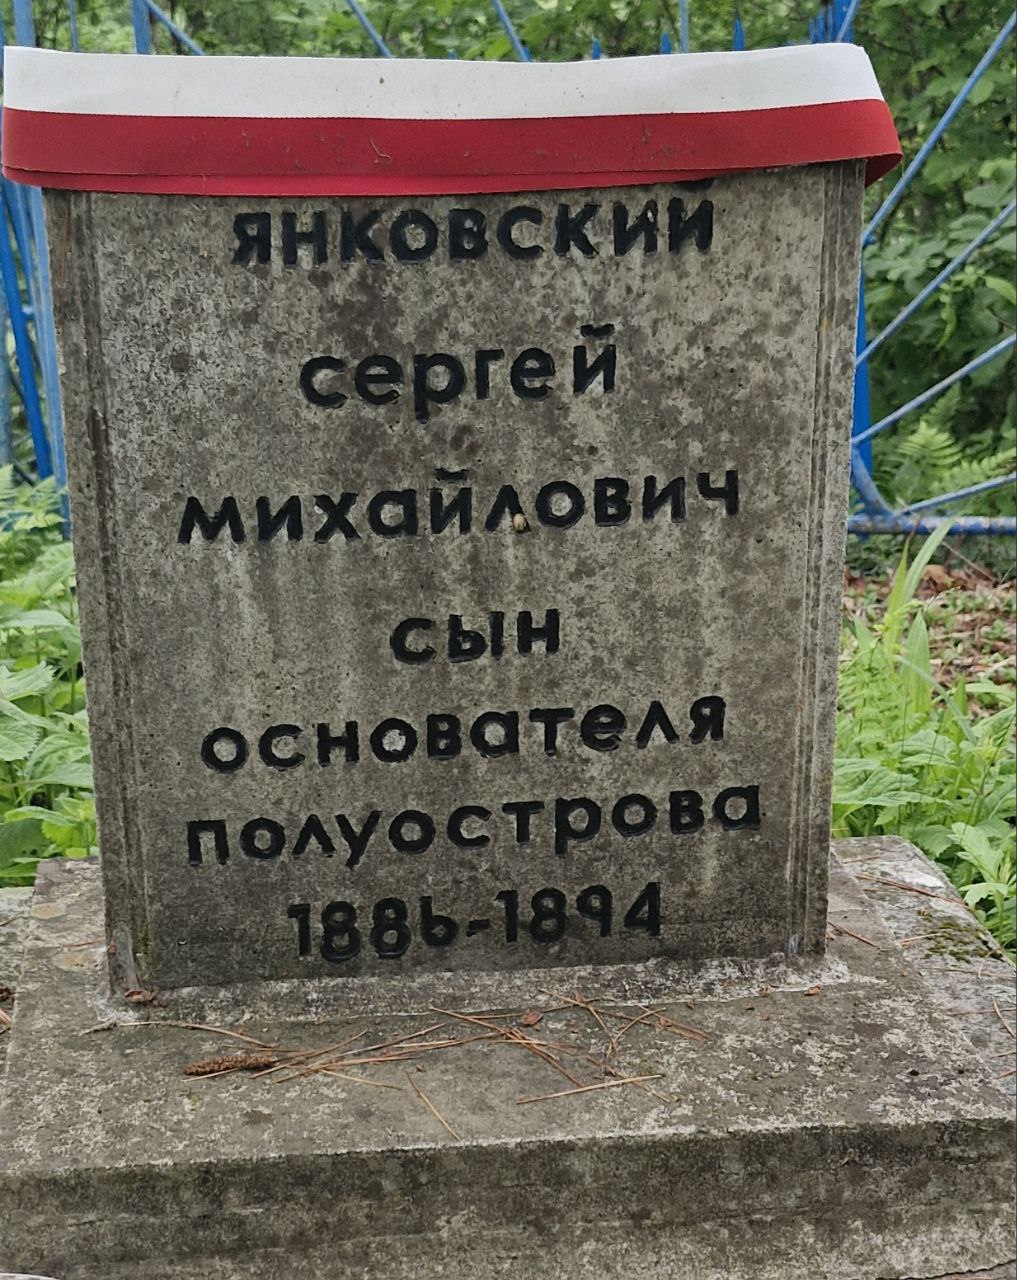 ЯНКОВСКИЙ
сергей
михайлович
сын
основателя
полуострова
1886-1894